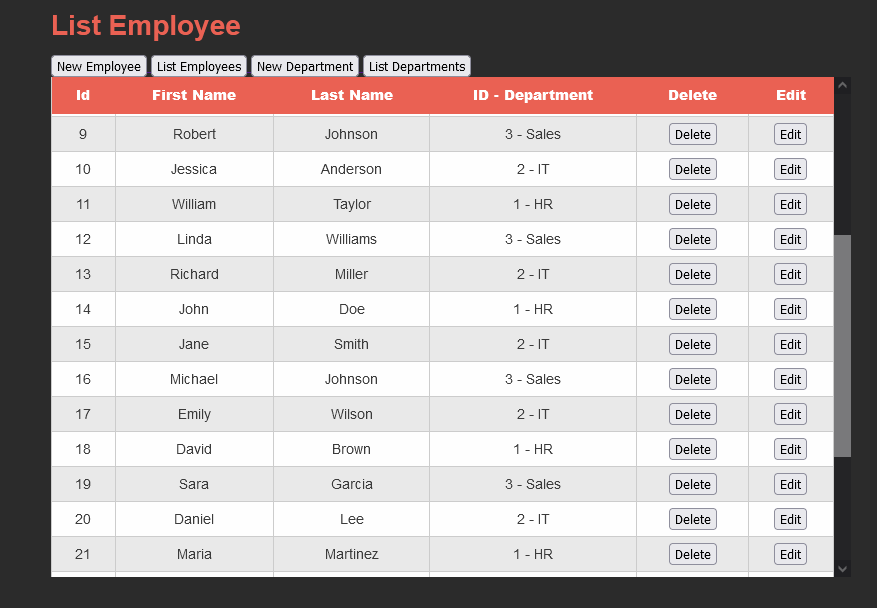 List Employee
New Employee List Employees New Department List Departments
Id First Name Last Name ID - Department Delete Edit
9 Robert Johnson 3 - Sales Delete Edit
10 Jessica Anderson 2 - IT Delete Edit
11 William Taylor 1 - HR Delete Edit
12 Linda Williams 3 - Sales Delete Edit
13 Richard Miller 2 - IT Delete Edit
14 John Doe 1 - HR Delete Edit
15 Jane Smith 2 - IT Delete Edit
16 Michael Johnson 3 - Sales Delete Edit
17 Emily Wilson 2 - IT Delete Edit
18 David Brown 1 - HR Delete Edit
19 Sara Garcia 3 - Sales Delete Edit
20 Daniel Lee 2 - IT Delete Edit
21 Maria Martinez 1 - HR Delete Edit